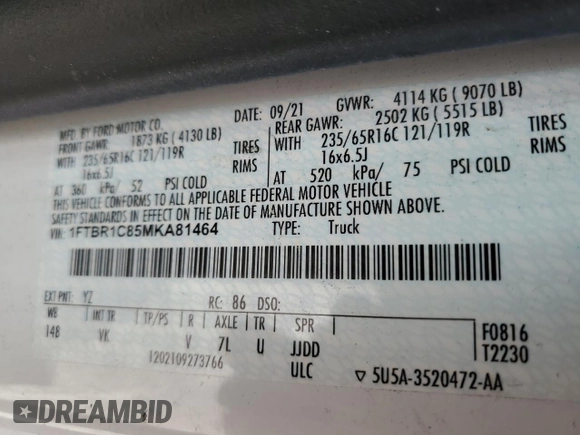 MFD. BY FORD MOTOR CO.
DATE: 09/21 GVWR: 4114 KG ( 9070 LB)
FRONT GAWR: 1873 KG ( 4130 LB)
REAR GAWR: 2502 KG ( 5515 LB)
WITH 235/65R16C 121/119R TIRES
WITH 235/65R16C 121/119R TIRES
16x6.5J RIMS
16x6.5J RIMS
AT 360 kPa/ 52 PSI COLD
AT 520 kPa/ 75 PSI COLD
THIS VEHICLE CONFORMS TO ALL APPLICABLE FEDERAL MOTOR VEHICLE
SAFETY STANDARDS IN EFFECT ON THE DATE OF MANUFACTURE SHOWN ABOVE.
VIN: 1FTBR1C85MKA81464 TYPE: Truck
EXT PNT: YZ RC: 86 DSO:
WB INT TR TP/PS R AXLE TR SPR
148 VK V 7L U JJDD
F0816
T2230
1202109273766 ULC
▽ 5U5A-3520472-AA
DREAMBID